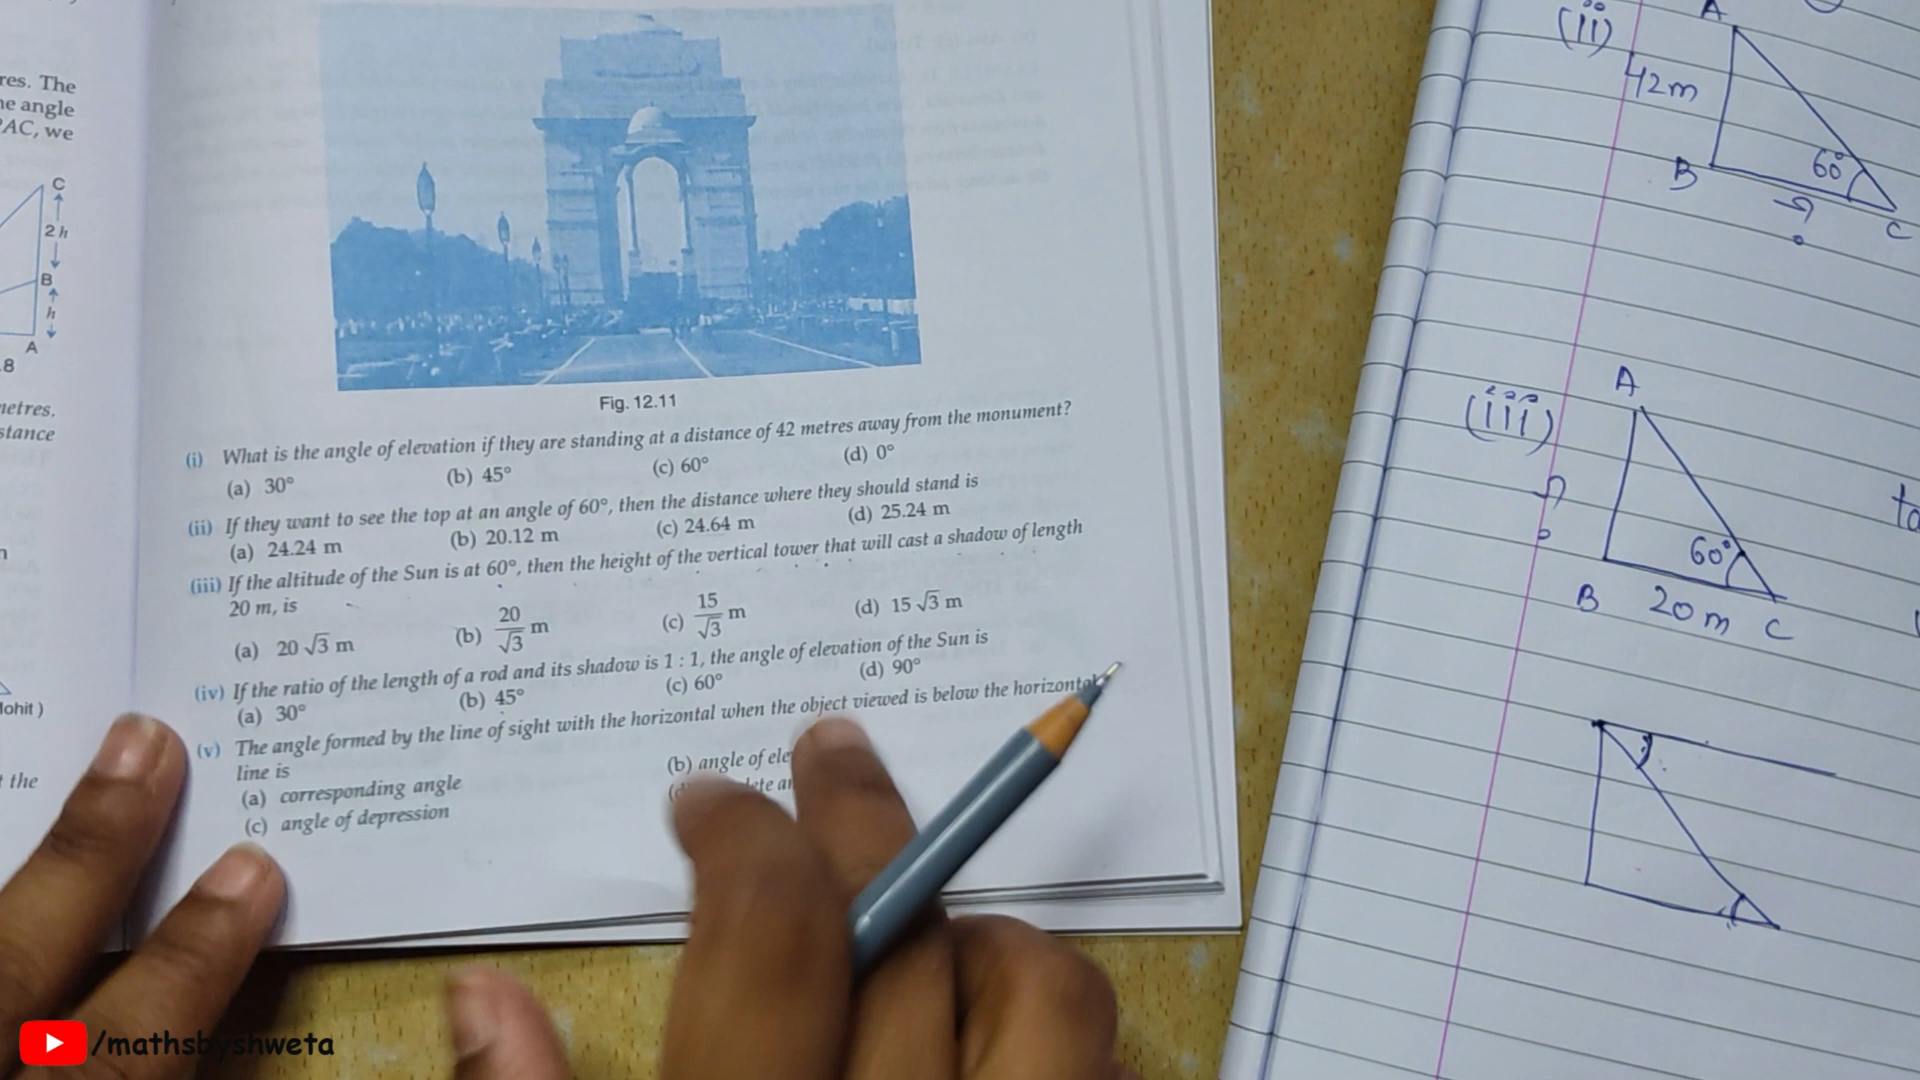 res. The
he angle
PAC, we
C
2 h
B
h
A
.8
netres.
stance
Mohit )
t the
Fig. 12.11
(i) What is the angle of elevation if they are standing at a distance of 42 metres away from the monument?
(a) 30° (b) 45° (c) 60° (d) 0°
(ii) If they want to see the top at an angle of 60°, then the distance where they should stand is
(a) 24.24 m (b) 20.12 m (c) 24.64 m (d) 25.24 m
(iii) If the altitude of the Sun is at 60°, then the height of the vertical tower that will cast a shadow of length
20 m, is
(a) 20 √3 m (b) 20/√3 m (c) 15/√3 m (d) 15 √3 m
(iv) If the ratio of the length of a rod and its shadow is 1 : 1, the angle of elevation of the Sun is
(a) 30° (b) 45° (c) 60° (d) 90°
(v) The angle formed by the line of sight with the horizontal when the object viewed is below the horizontal
line is
(a) corresponding angle (b) angle of ele
(c) angle of depression
(ii)
A
42m
B
60°
?
C
(iii)
A
?
60°
B 20m C
/mathsbyshweta